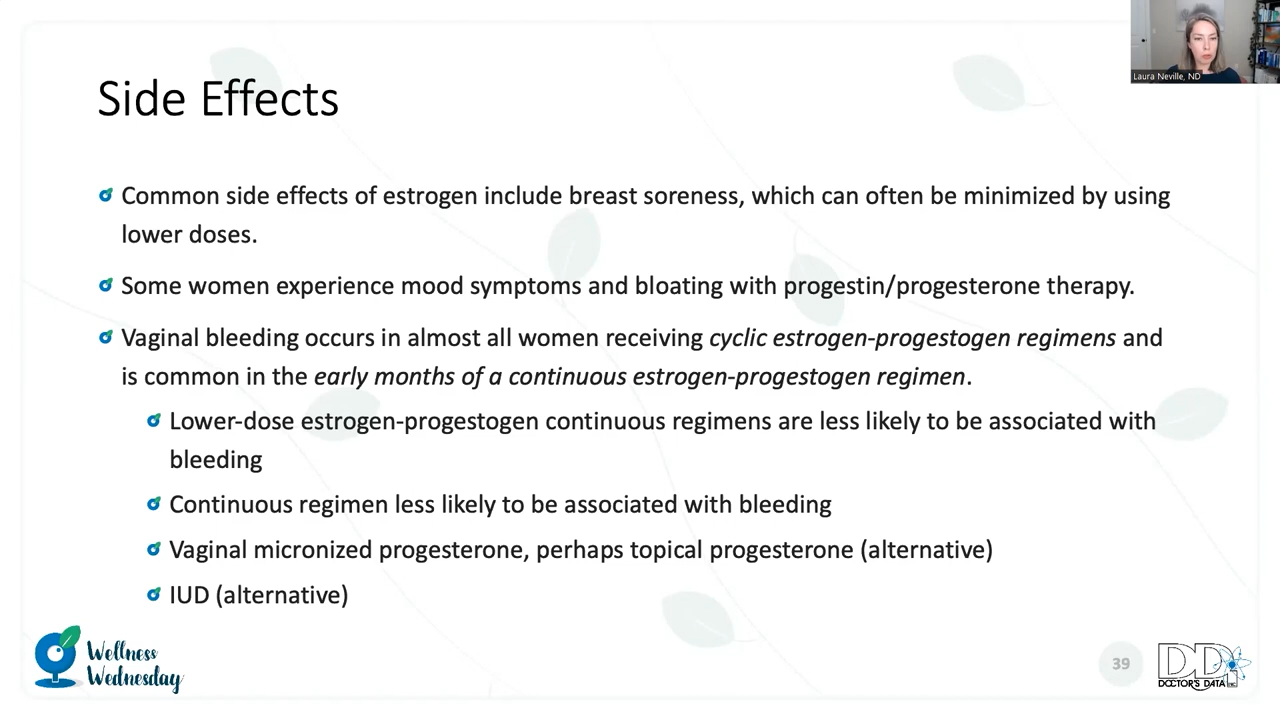 Laura Neville, ND
Side Effects
Common side effects of estrogen include breast soreness, which can often be minimized by using
lower doses.
Some women experience mood symptoms and bloating with progestin/progesterone therapy.
Vaginal bleeding occurs in almost all women receiving cyclic estrogen-progestogen regimens and
is common in the early months of a continuous estrogen-progestogen regimen.
Lower-dose estrogen-progestogen continuous regimens are less likely to be associated with
bleeding
Continuous regimen less likely to be associated with bleeding
Vaginal micronized progesterone, perhaps topical progesterone (alternative)
IUD (alternative)
Wellness
Wednesday
39
DDI
DOCTOR'S DATA INC